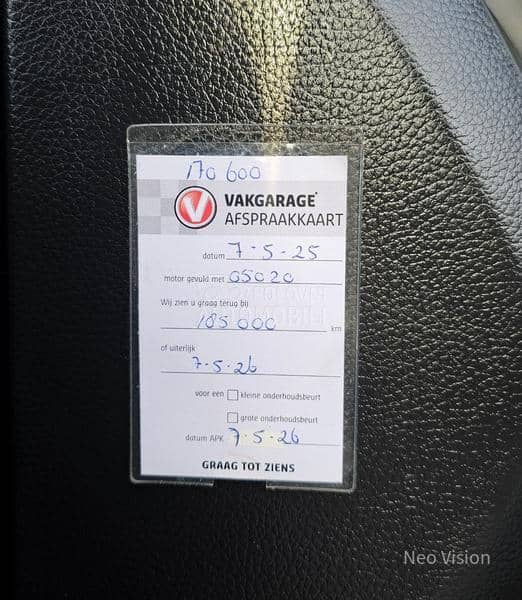 170 600
V VAKGARAGE
AFSPRAAKKAART
datum 7-5-25
motor gevuld met 05020
Wij zien u graag terug bij
185 000 km
of uiterlijk
7-5-26
voor een kleine onderhoudsbeurt
grote onderhoudsbeurt
datum APK 7-5-26
GRAAG TOT ZIENS
Neo Vision